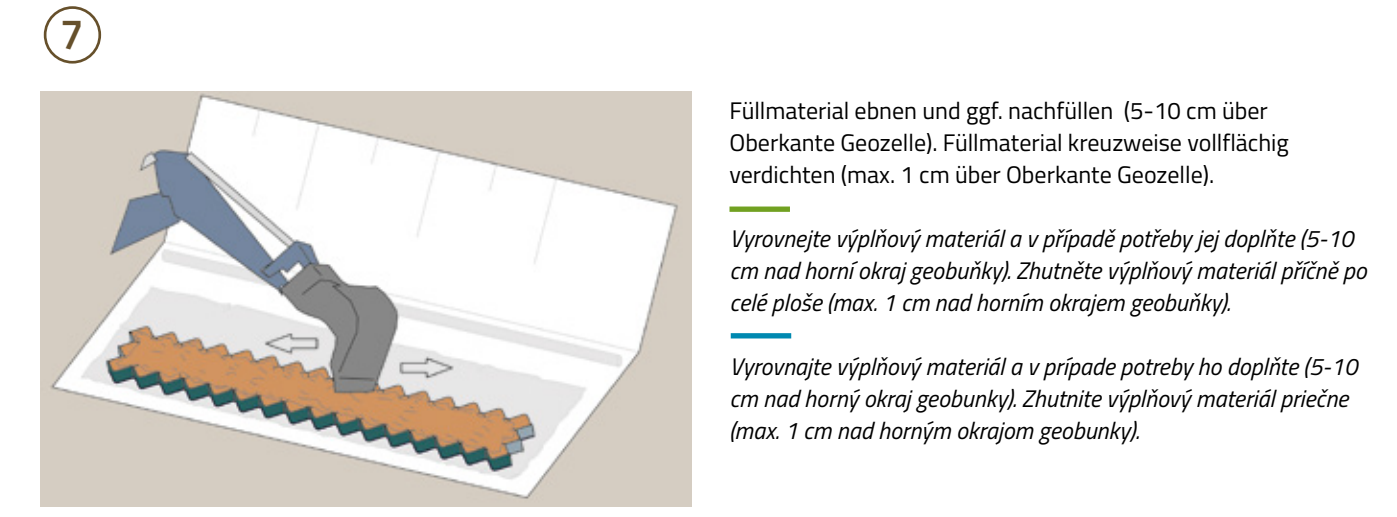 7
Füllmaterial ebnen und ggf. nachfüllen (5-10 cm über
Oberkante Geozelle). Füllmaterial kreuzweise vollflächig
verdichten (max. 1 cm über Oberkante Geozelle).
Vyrovnejte výplňový materiál a v případě potřeby jej doplňte (5-10
cm nad horní okraj geobuňky). Zhutněte výplňový materiál příčně po
celé ploše (max. 1 cm nad horním okrajem geobuňky).
Vyrovnajte výplňový materiál a v prípade potreby ho doplňte (5-10
cm nad horný okraj geobunky). Zhutnite výplňový materiál priečne
(max. 1 cm nad horným okrajom geobunky).